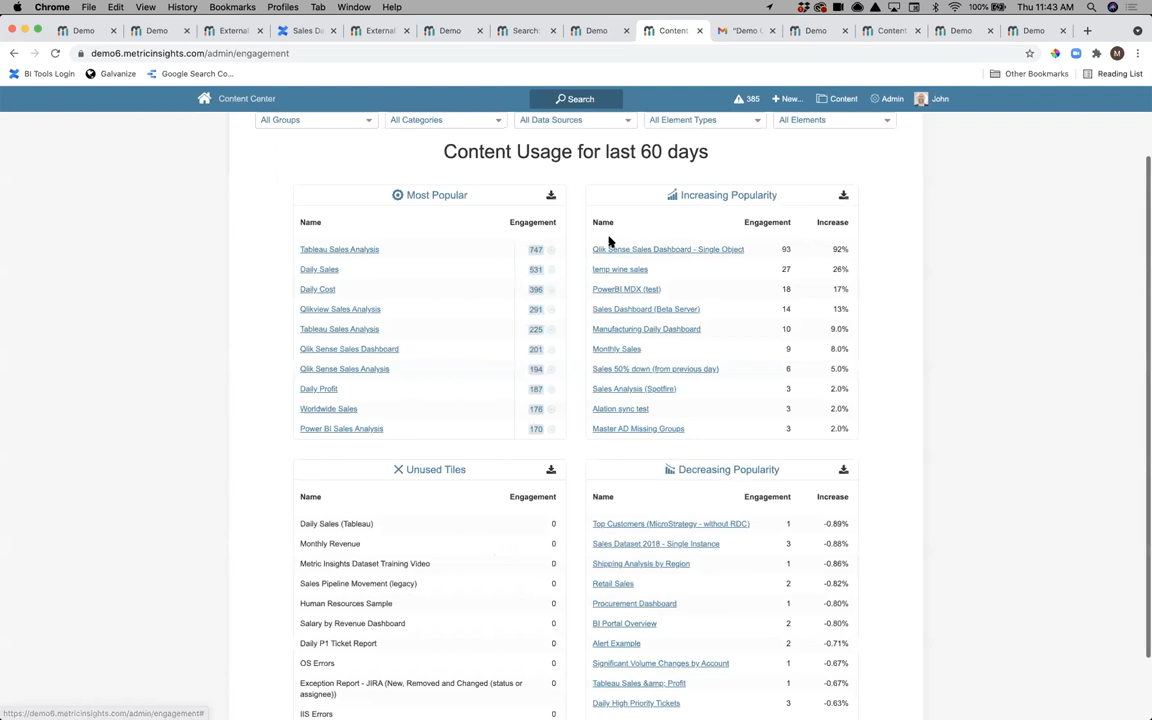 Chrome File Edit View History Bookmarks Profiles Tab Window Help 100% Thu 11:43 AM
Demo Demo External Sales Da External Demo Search: Demo Content "Demo C Demo Content Demo Demo
demo6.metricinsights.com/admin/engagement M
BI Tools Login Galvanize Google Search Co... Other Bookmarks Reading List
Content Center Search 385 + New... Content Admin John
All Groups All Categories All Data Sources All Element Types All Elements
Content Usage for last 60 days
Most Popular
Name Engagement
Tableau Sales Analysis 747
Daily Sales 531
Daily Cost 396
Qlikview Sales Analysis 291
Tableau Sales Analysis 225
Qlik Sense Sales Dashboard 201
Qlik Sense Sales Analysis 194
Daily Profit 187
Worldwide Sales 176
Power BI Sales Analysis 170
Increasing Popularity
Name Engagement Increase
Qlik Sense Sales Dashboard - Single Object 93 92%
temp wine sales 27 26%
PowerBI MDX (test) 18 17%
Sales Dashboard (Beta Server) 14 13%
Manufacturing Daily Dashboard 10 9.0%
Monthly Sales 9 8.0%
Sales 50% down (from previous day) 6 5.0%
Sales Analysis (Spotfire) 3 2.0%
Alation sync test 3 2.0%
Master AD Missing Groups 3 2.0%
Unused Tiles
Name Engagement
Daily Sales (Tableau) 0
Monthly Revenue 0
Metric Insights Dataset Training Video 0
Sales Pipeline Movement (legacy) 0
Human Resources Sample 0
Salary by Revenue Dashboard 0
Daily P1 Ticket Report 0
OS Errors 0
Exception Report - JIRA (New, Removed and Changed (status or 0
assignee))
IIS Errors 0
Decreasing Popularity
Name Engagement Increase
Top Customers (MicroStrategy - without RDC) 1 -0.89%
Sales Dataset 2018 - Single Instance 3 -0.88%
Shipping Analysis by Region 1 -0.86%
Retail Sales 2 -0.82%
Procurement Dashboard 1 -0.80%
BI Portal Overview 2 -0.80%
Alert Example 2 -0.71%
Significant Volume Changes by Account 1 -0.67%
Tableau Sales &amp; Profit 1 -0.67%
Daily High Priority Tickets 3 -0.63%
https://demo6.metricinsights.com/admin/engagement#